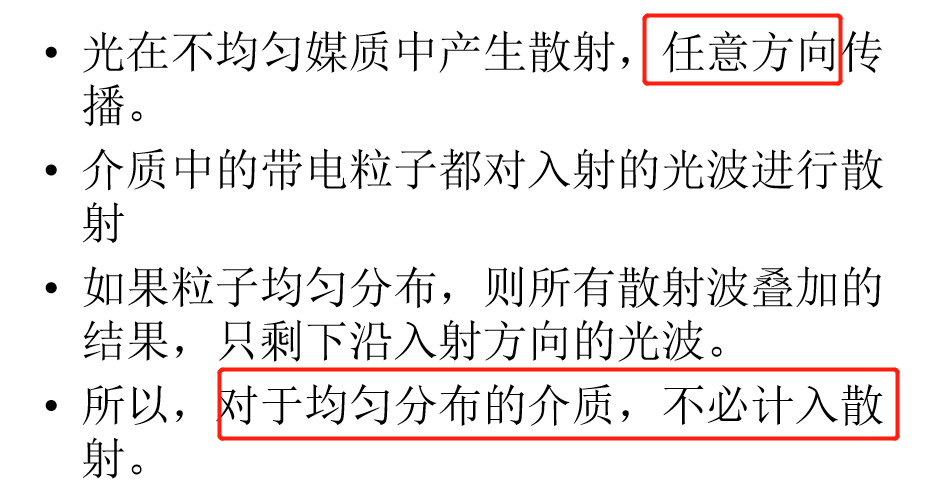 • 光在不均匀媒质中产生散射，任意方向传
播。
• 介质中的带电粒子都对入射的光波进行散
射
• 如果粒子均匀分布，则所有散射波叠加的
结果，只剩下沿入射方向的光波。
• 所以，对于均匀分布的介质，不必计入散
射。